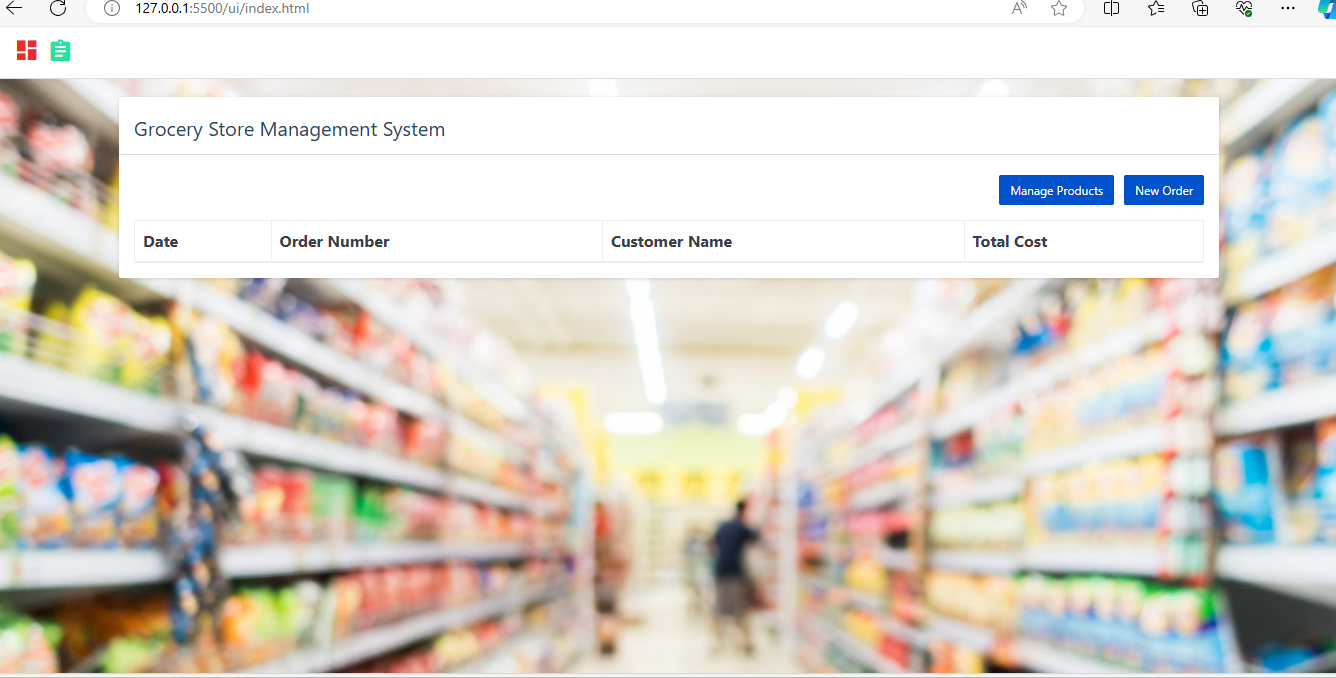 127.0.0.1:5500/ui/index.html
Grocery Store Management System
Manage Products New Order
Date Order Number Customer Name Total Cost